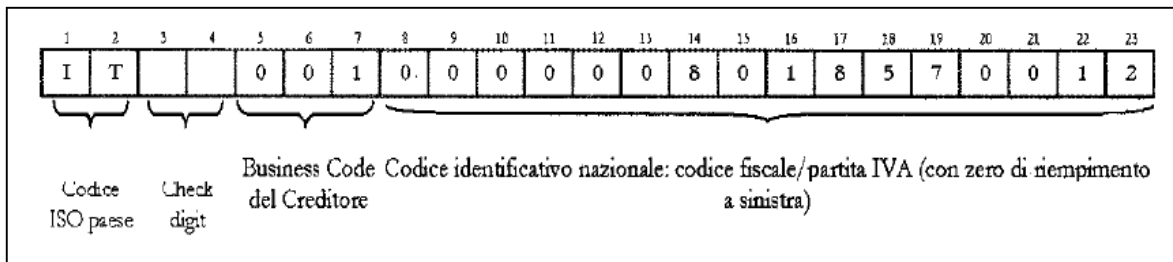 1 2 3 4 5 6 7 8 9 10 11 12 13 14 15 16 17 18 19 20 21 22 23
I T 0 0 1 0 0 0 0 0 0 8 0 1 8 5 7 0 0 1 2
Business Code Codice identificativo nazionale: codice fiscale/partita IVA (con zero di riempimento
Codice Check del Creditore a sinistra)
ISO paese digit